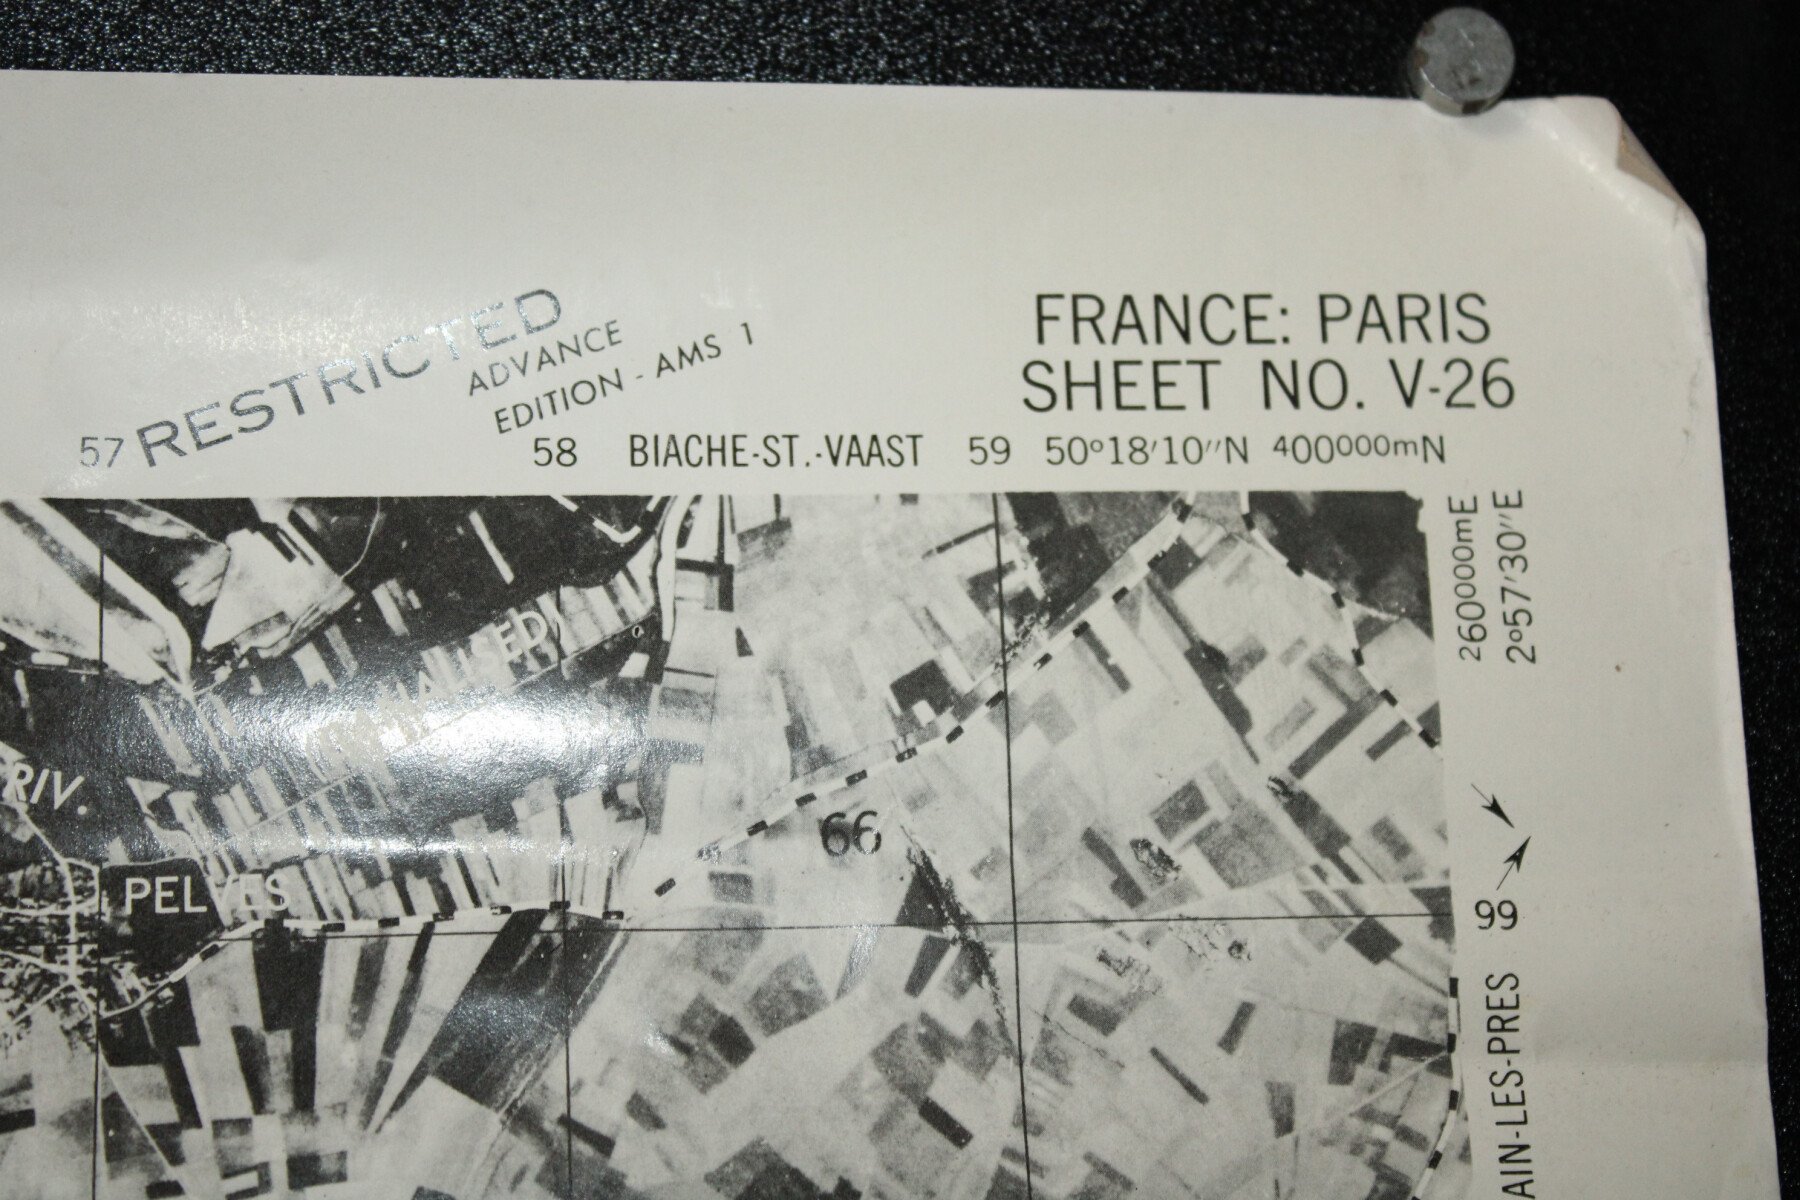 FRANCE: PARIS
SHEET NO. V-26
RESTRICTED
ADVANCE
EDITION - AMS 1
57 58 BIACHE-ST.-VAAST 59 50°18'10"N 400000mN
260000mE
2°57'30"E
(CANALISED)
RIV.
66
PELVES
99
AIN-LES-PRES